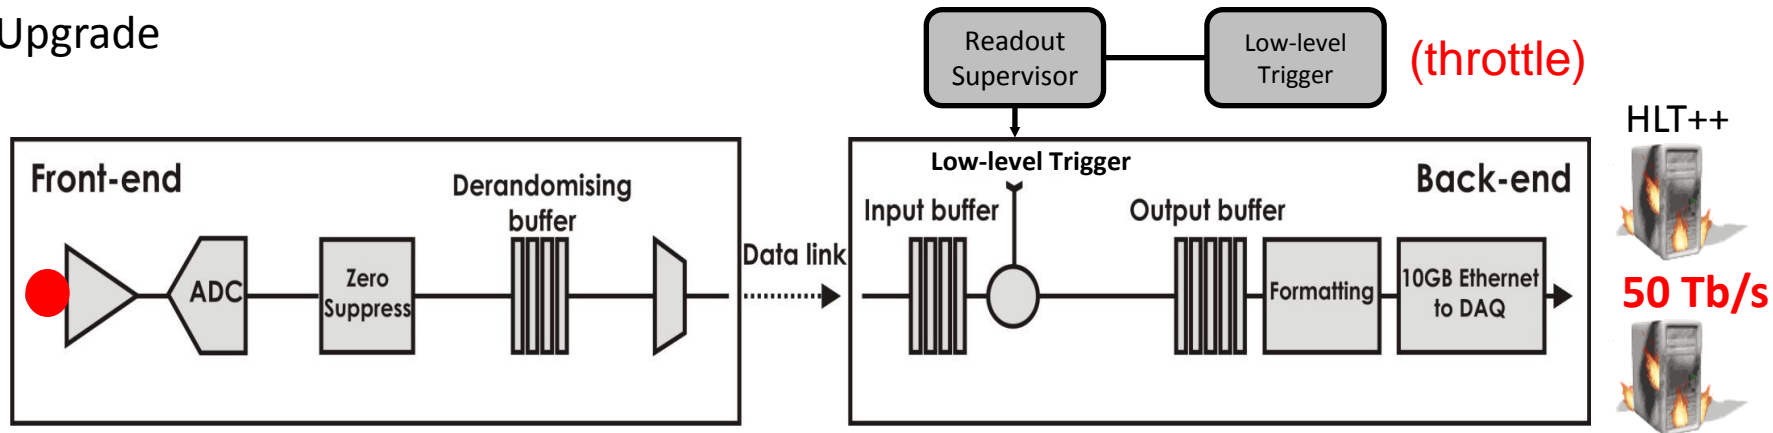 Upgrade
Readout
Supervisor
Low-level
Trigger
(throttle)
HLT++
Front-end
Derandomising
buffer
ADC
Zero
Suppress
Data link
Low-level Trigger
Back-end
Input buffer
Output buffer
Formatting
10GB Ethernet
to DAQ
50 Tb/s